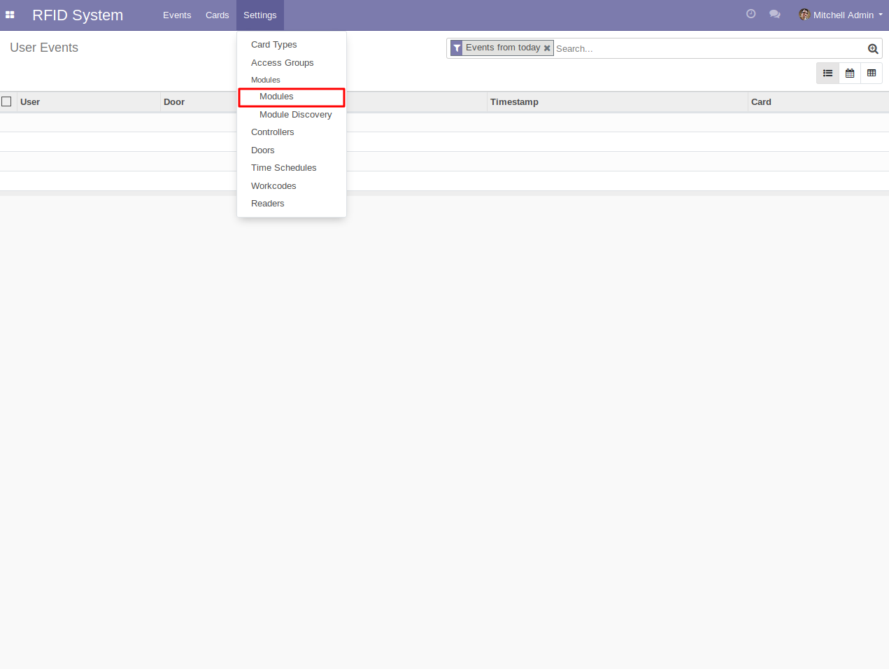 RFID System Events Cards Settings Mitchell Admin
User Events
Events from today Search...
User Door Timestamp Card
Card Types
Access Groups
Modules
Modules
Module Discovery
Controllers
Doors
Time Schedules
Workcodes
Readers